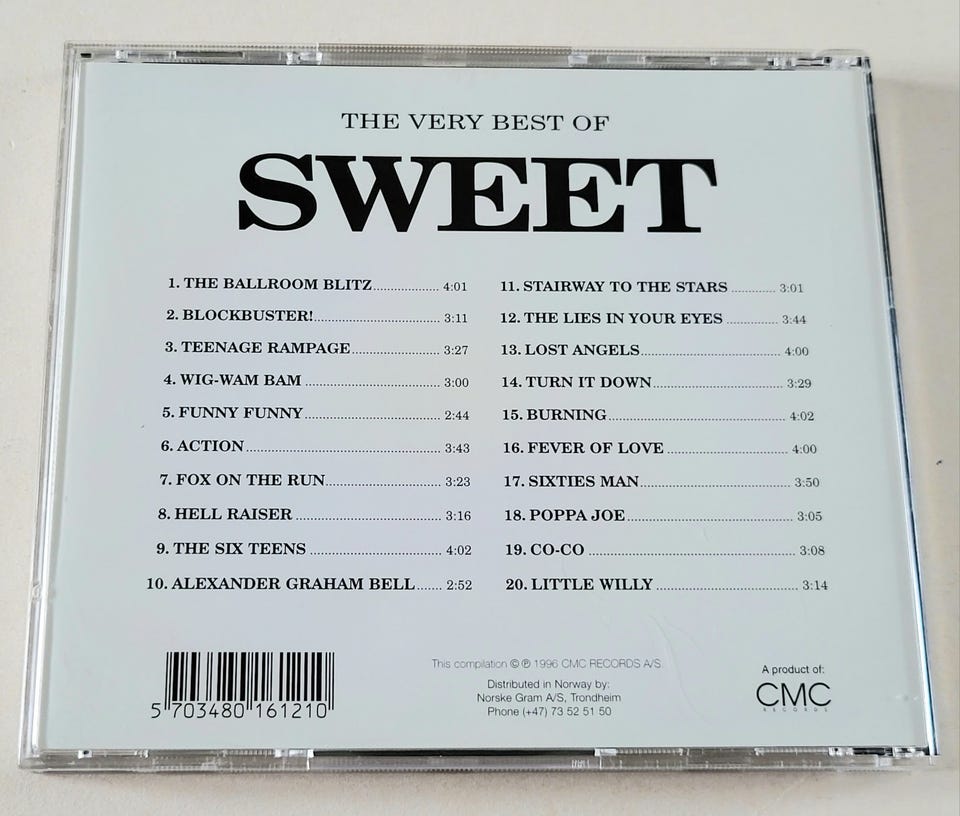 THE VERY BEST OF
SWEET
1. THE BALLROOM BLITZ 4:01
2. BLOCKBUSTER! 3:11
3. TEENAGE RAMPAGE 3:27
4. WIG-WAM BAM 3:00
5. FUNNY FUNNY 2:44
6. ACTION 3:43
7. FOX ON THE RUN 3:23
8. HELL RAISER 3:16
9. THE SIX TEENS 4:02
10. ALEXANDER GRAHAM BELL 2:52
11. STAIRWAY TO THE STARS 3:01
12. THE LIES IN YOUR EYES 3:44
13. LOST ANGELS 4:00
14. TURN IT DOWN 3:29
15. BURNING 4:02
16. FEVER OF LOVE 4:00
17. SIXTIES MAN 3:50
18. POPPA JOE 3:05
19. CO-CO 3:08
20. LITTLE WILLY 3:14
5 703480 161210
This compilation © ℗ 1996 CMC RECORDS A/S.
Distributed in Norway by:
Norske Gram A/S, Trondheim
Phone (+47) 73 52 51 50
A product of:
CMC
RECORDS